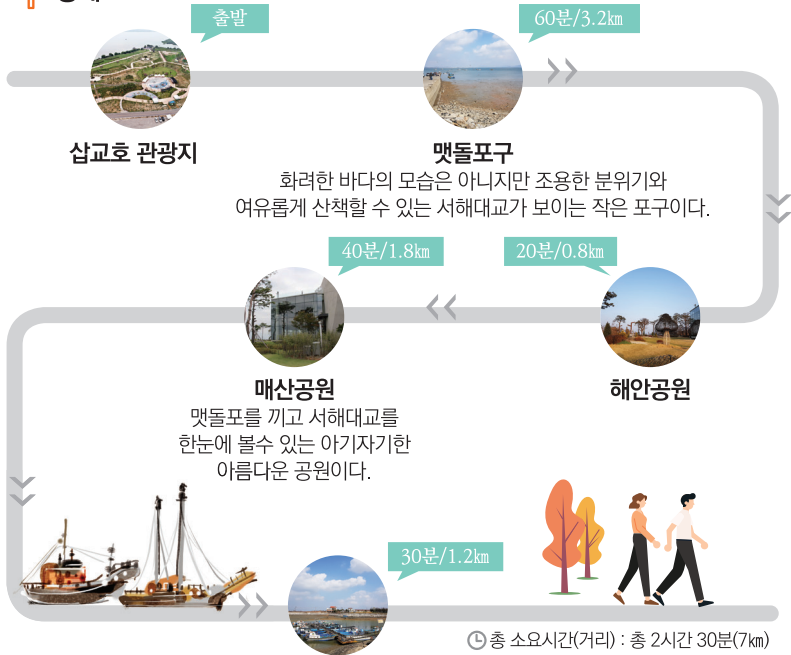 출발
삽교호 관광지
60분/3.2㎞
맷돌포구
화려한 바다의 모습은 아니지만 조용한 분위기와
여유롭게 산책할 수 있는 서해대교가 보이는 작은 포구이다.
20분/0.8㎞
해안공원
40분/1.8㎞
매산공원
맷돌포를 끼고 서해대교를
한눈에 볼수 있는 아기자기한
아름다운 공원이다.
30분/1.2㎞
총 소요시간(거리) : 총 2시간 30분(7㎞)